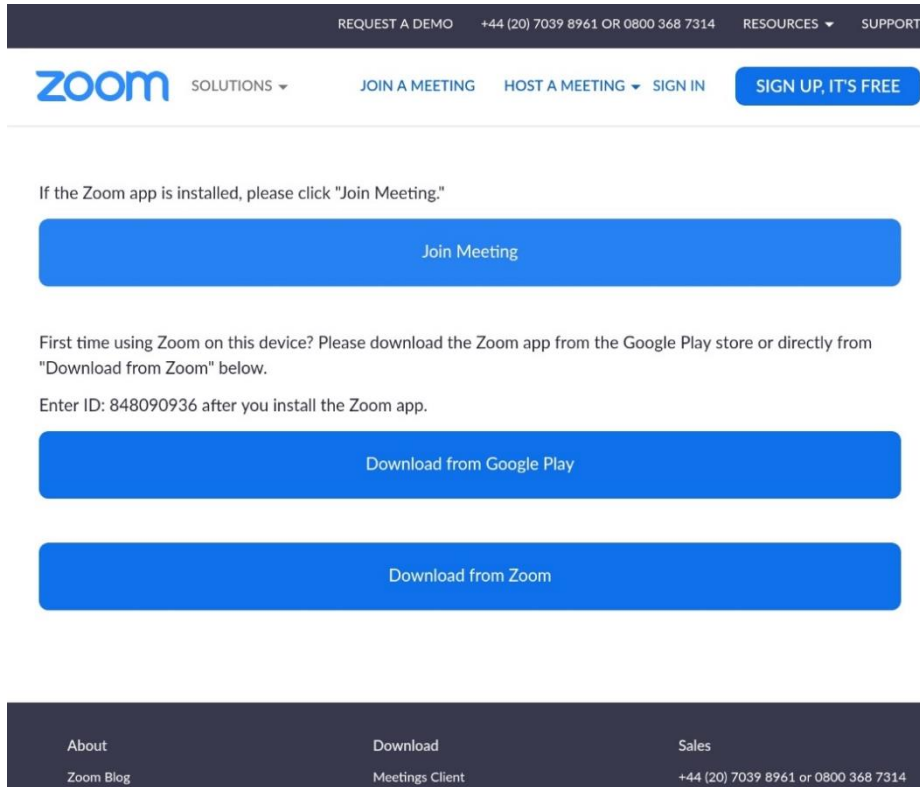 REQUEST A DEMO +44 (20) 7039 8961 OR 0800 368 7314 RESOURCES SUPPORT
zoom SOLUTIONS JOIN A MEETING HOST A MEETING SIGN IN SIGN UP, IT'S FREE
If the Zoom app is installed, please click "Join Meeting."
Join Meeting
First time using Zoom on this device? Please download the Zoom app from the Google Play store or directly from
"Download from Zoom" below.
Enter ID: 848090936 after you install the Zoom app.
Download from Google Play
Download from Zoom
About Download Sales
Zoom Blog Meetings Client +44 (20) 7039 8961 or 0800 368 7314